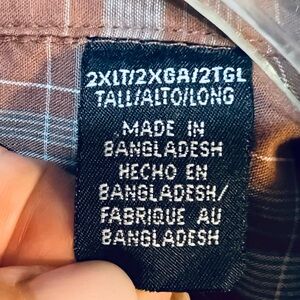 2XLT/2XGA/2TGL
TALL/ALTO/LONG
MADE IN
BANGLADESH
HECHO EN
BANGLADESH/
FABRIQUE AU
BANGLADESH